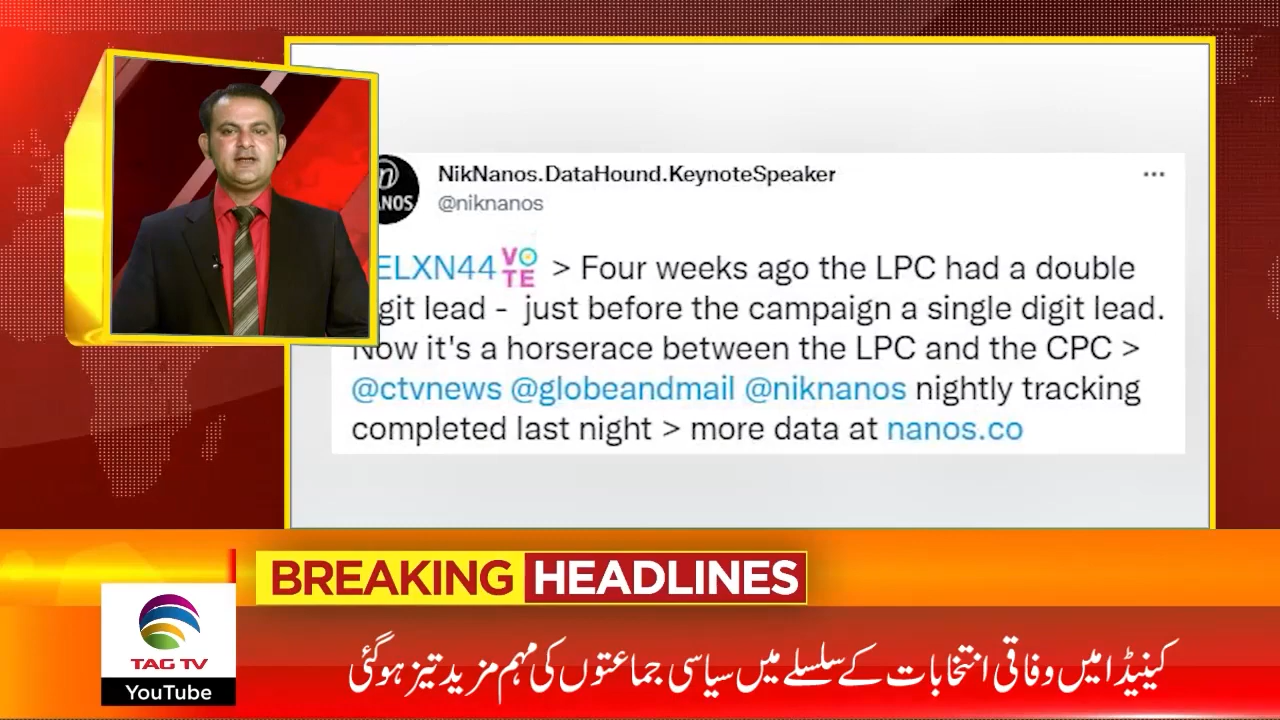 NikNanos.DataHound.KeynoteSpeaker
@niknanos
ANOS
ELXN44 VOTE > Four weeks ago the LPC had a double
git lead - just before the campaign a single digit lead.
Now it's a horserace between the LPC and the CPC >
@ctvnews @globeandmail @niknanos nightly tracking
completed last night > more data at nanos.co
BREAKING HEADLINES
TAG TV
YouTube
کینیڈا میں وفاقی انتخابات کے سلسلے میں سیاسی جماعتوں کی مہم مزید تیز ہوگئی